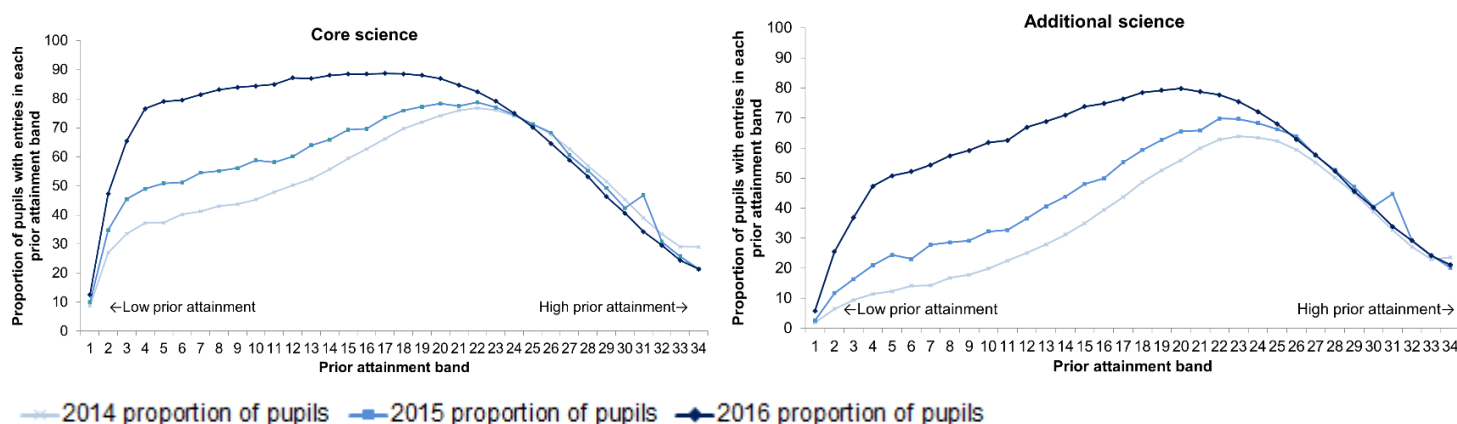 Core science
Proportion of pupils with entries in each
prior attainment band
100
90
80
70
60
50
40
30
20
10
0
←Low prior attainment
High prior attainment→
1 2 3 4 5 6 7 8 9 10 11 12 13 14 15 16 17 18 19 20 21 22 23 24 25 26 27 28 29 30 31 32 33 34
Prior attainment band
Additional science
Proportion of pupils with entries in each
prior attainment band
100
90
80
70
60
50
40
30
20
10
0
←Low prior attainment
High prior attainment→
1 2 3 4 5 6 7 8 9 10 11 12 13 14 15 16 17 18 19 20 21 22 23 24 25 26 27 28 29 30 31 32 33 34
Prior attainment band
2014 proportion of pupils 2015 proportion of pupils 2016 proportion of pupils